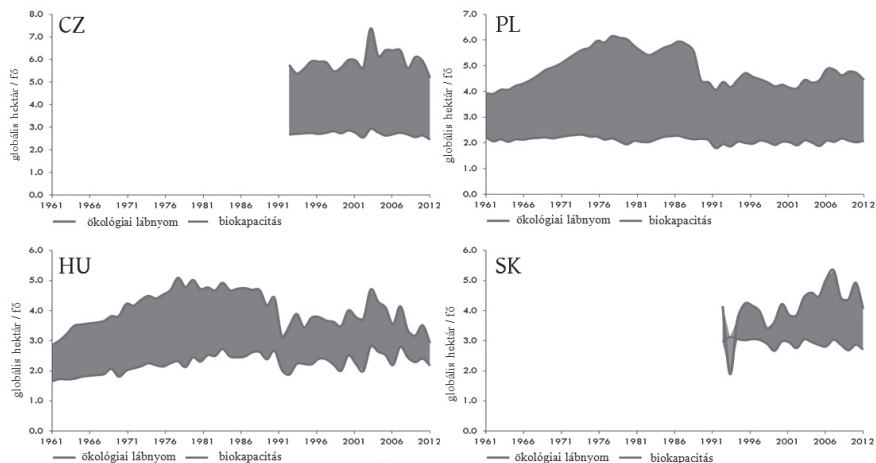 CZ
globális hektár / fő
8.0
7.0
6.0
5.0
4.0
3.0
2.0
1.0
0.0
1961 1966 1971 1976 1981 1986 1991 1996 2001 2006 2012
ökológiai lábnyom biokapacitás
PL
globális hektár / fő
7.0
6.0
5.0
4.0
3.0
2.0
1.0
0.0
1961 1966 1971 1976 1981 1986 1991 1996 2001 2006 2012
ökológiai lábnyom biokapacitás
HU
globális hektár / fő
6.0
5.0
4.0
3.0
2.0
1.0
0.0
1961 1966 1971 1976 1981 1986 1991 1996 2001 2006 2012
ökológiai lábnyom biokapacitás
SK
globális hektár / fő
6.0
5.0
4.0
3.0
2.0
1.0
0.0
1961 1966 1971 1976 1981 1986 1991 1996 2001 2006 2012
ökológiai lábnyom biokapacitás